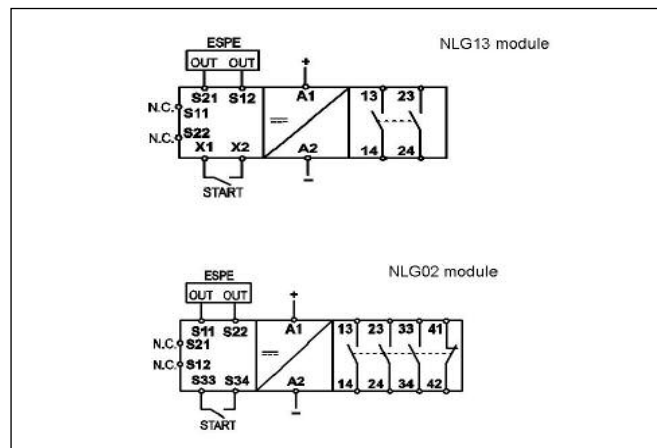 NLG13 module
ESPE
OUT OUT
+
S21 S12 A1 13 23
N.C. S11
N.C. S22
X1 X2 A2 14 24
START
–
NLG02 module
ESPE
OUT OUT
+
S11 S22 A1 13 23 33 41
N.C. S21
N.C. S12
S33 S34 A2 14 24 34 42
START
–